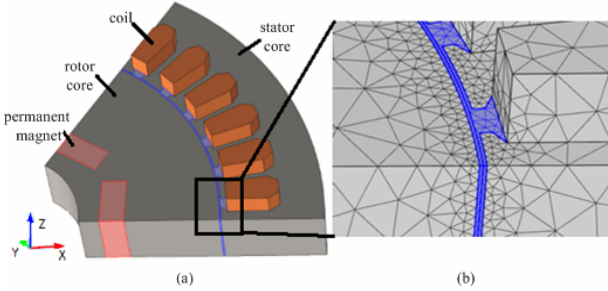 coil
stator
core
rotor
core
permanent
magnet
Z
Y
X
(a)
(b)